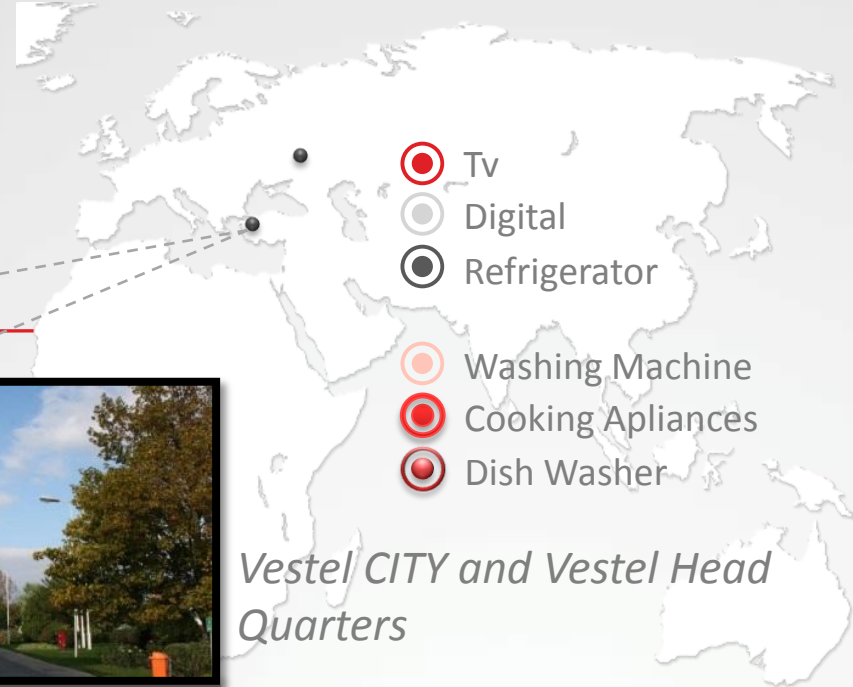 Tv
Digital
Refrigerator
Washing Machine
Cooking Apliances
Dish Washer
Vestel CITY and Vestel Head
Quarters